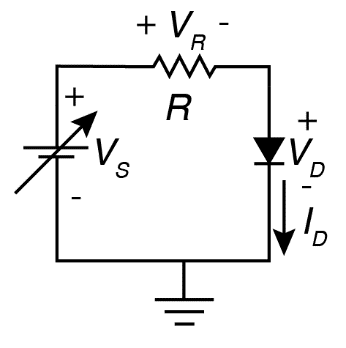 + V_R -
R
+ V_S -
+ V_D -
I_D